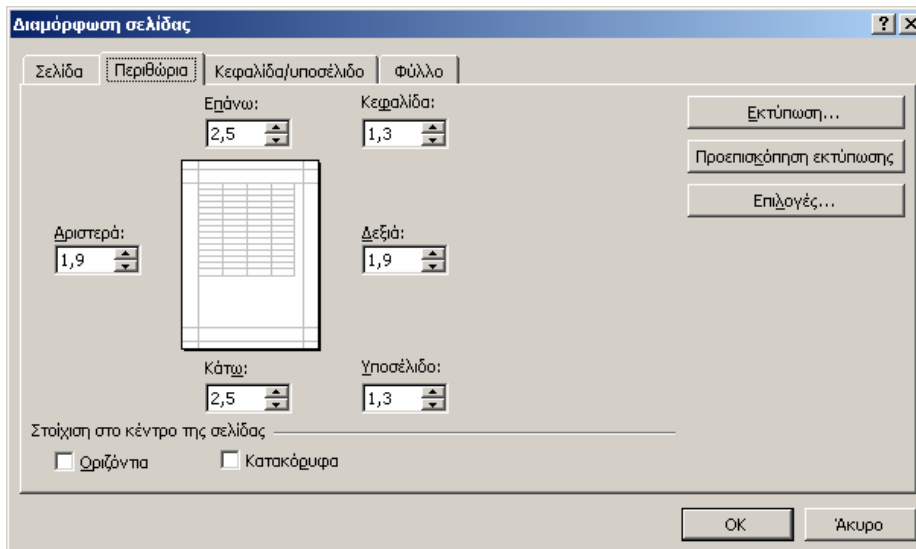 Διαμόρφωση σελίδας
Σελίδα Περιθώρια Κεφαλίδα/υποσέλιδο Φύλλο
Επάνω: Κεφαλίδα:
2,5 1,3
Εκτύπωση...
Προεπισκόπηση εκτύπωσης
Επιλογές...
Αριστερά: Δεξιά:
1,9 1,9
Κάτω: Υποσέλιδο:
2,5 1,3
Στοίχιση στο κέντρο της σελίδας
Οριζόντια Κατακόρυφα
OK Άκυρο